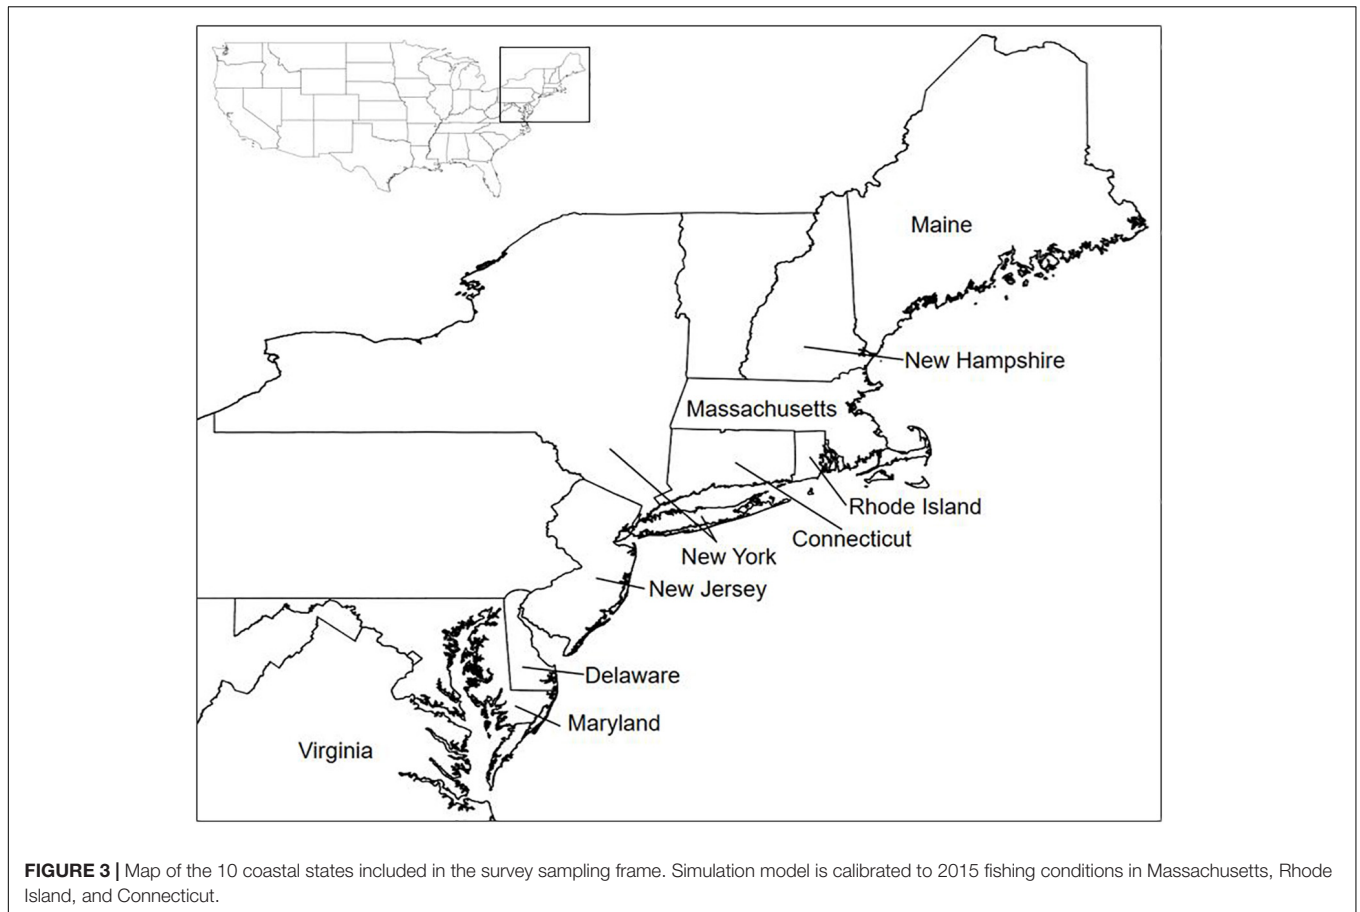 Maine
New Hampshire
Massachusetts
Rhode Island
Connecticut
New York
New Jersey
Delaware
Maryland
Virginia
FIGURE 3 | Map of the 10 coastal states included in the survey sampling frame. Simulation model is calibrated to 2015 fishing conditions in Massachusetts, Rhode
Island, and Connecticut.